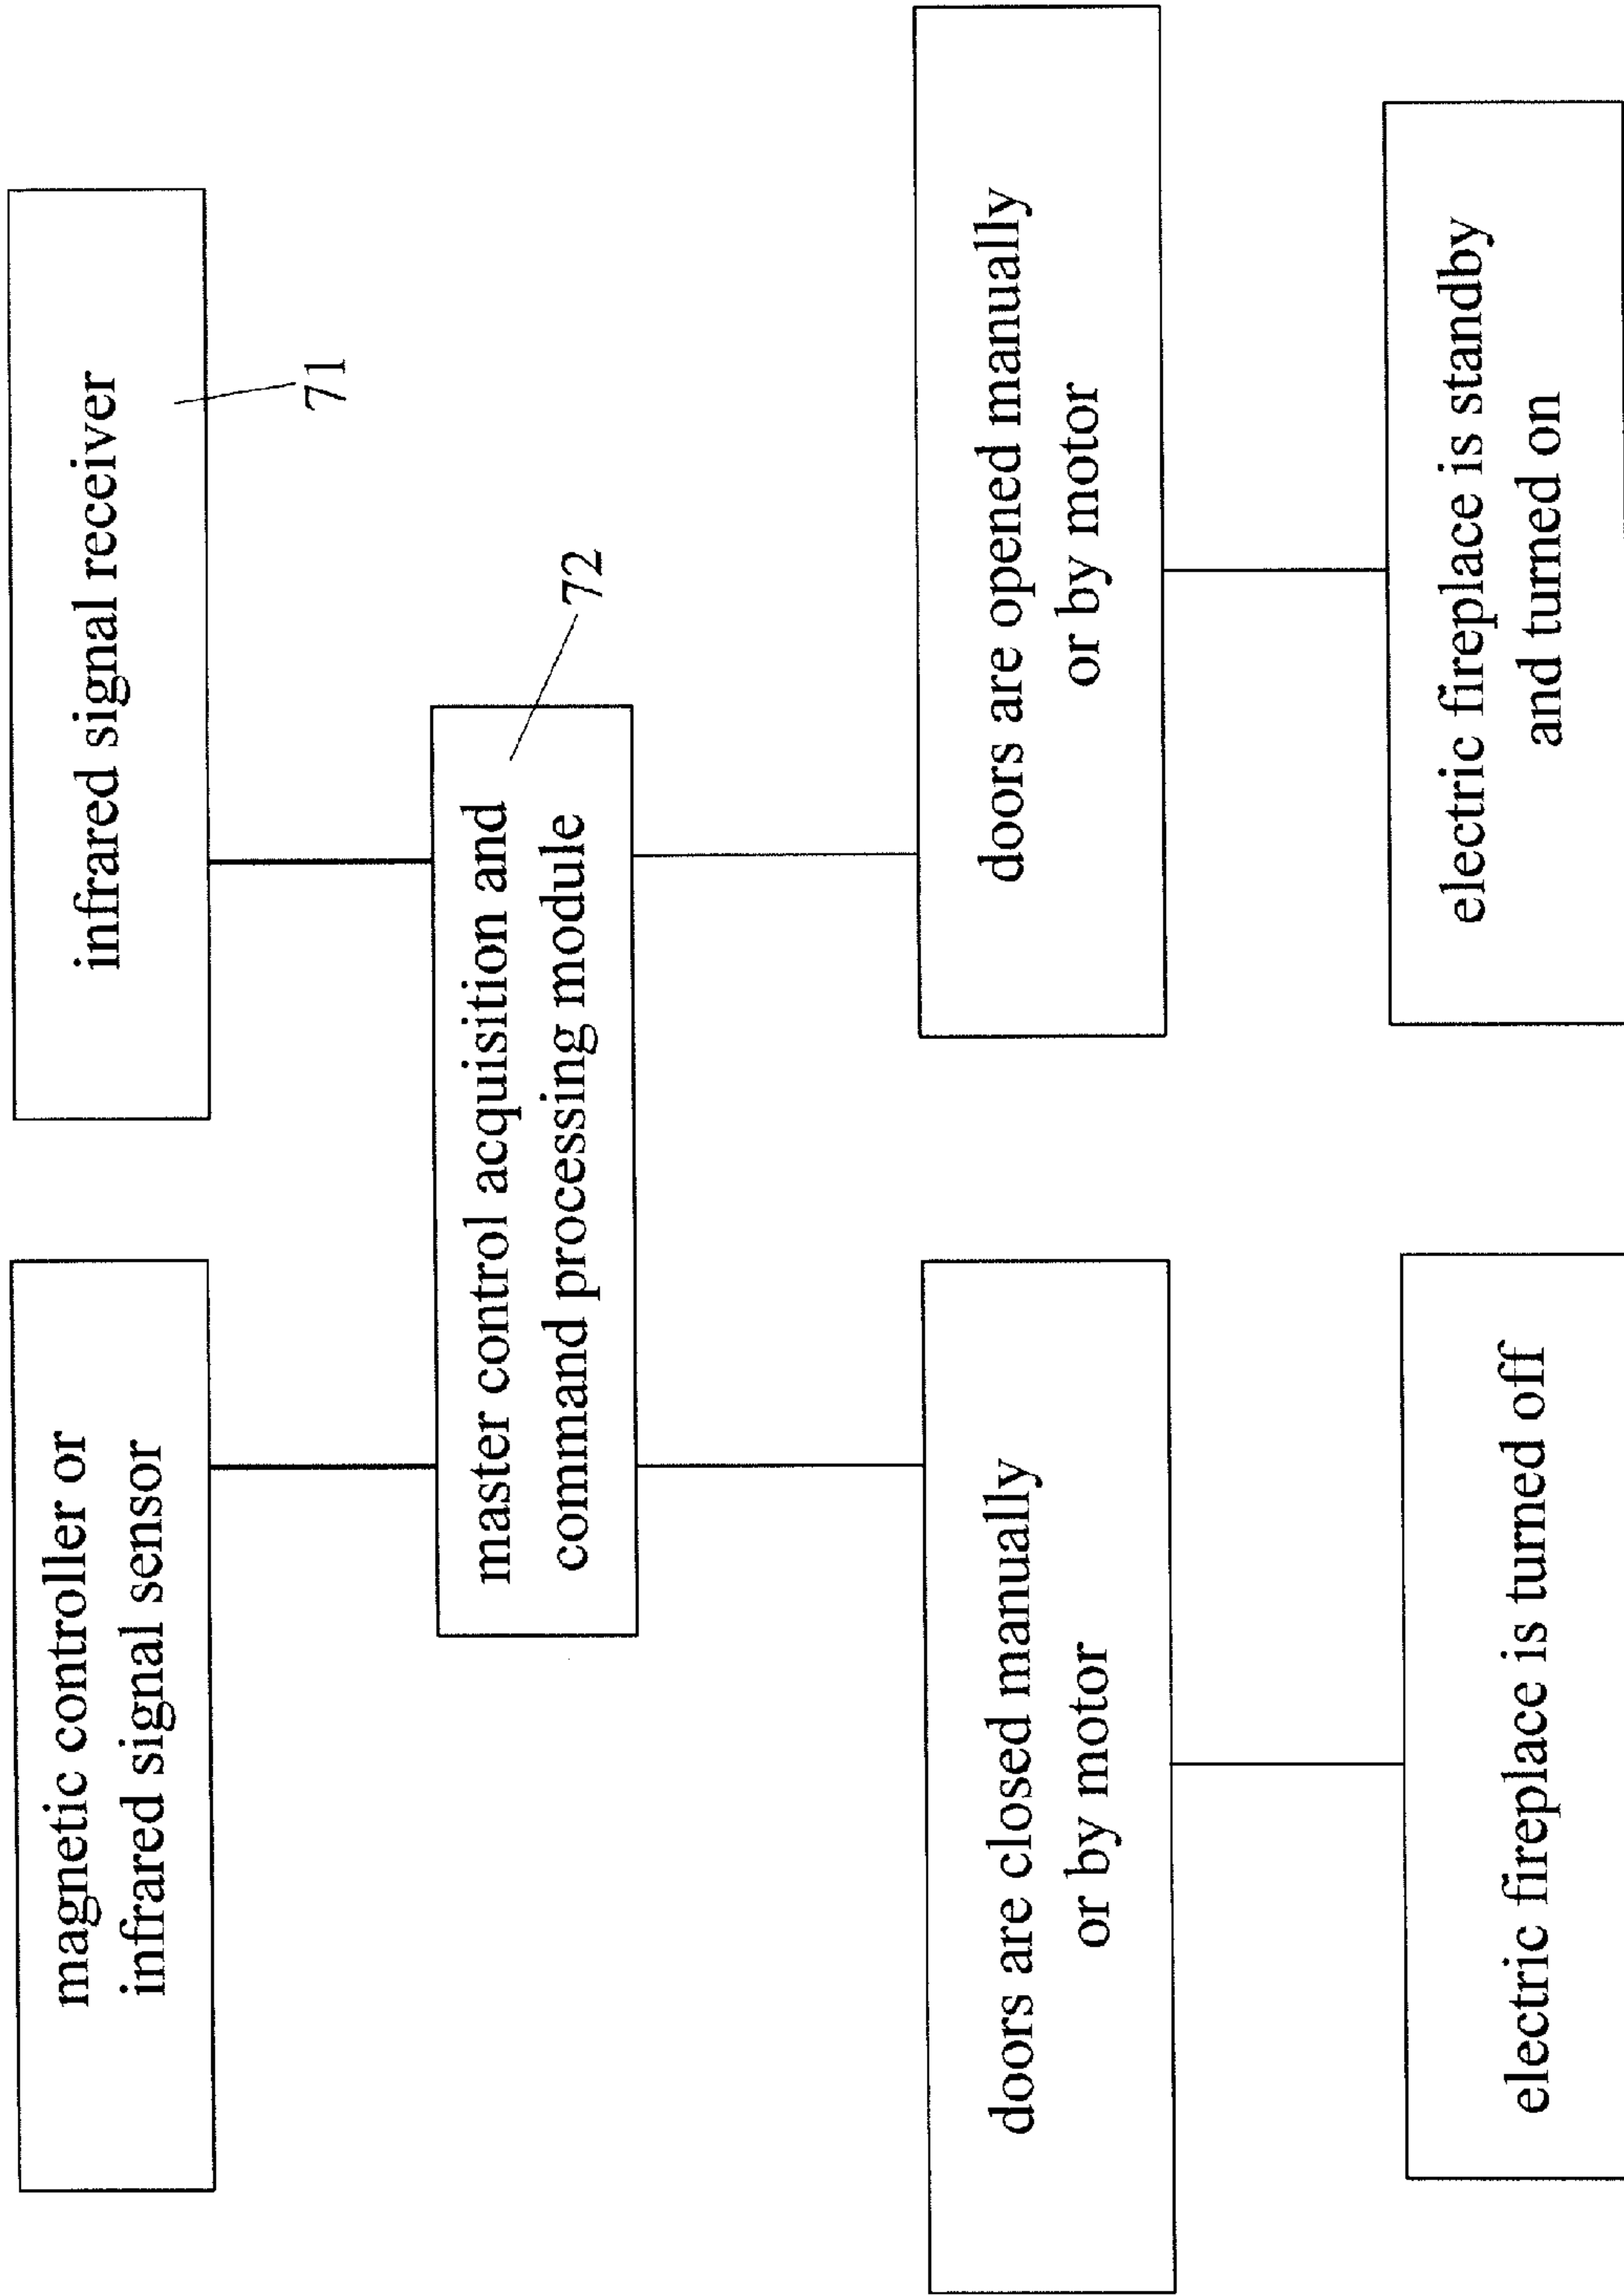 magnetic controller or
infrared signal sensor
infrared signal receiver
71
master control acquisition and
command processing module
72
doors are closed manually
or by motor
doors are opened manually
or by motor
electric fireplace is turned off
electric fireplace is standby
and turned on